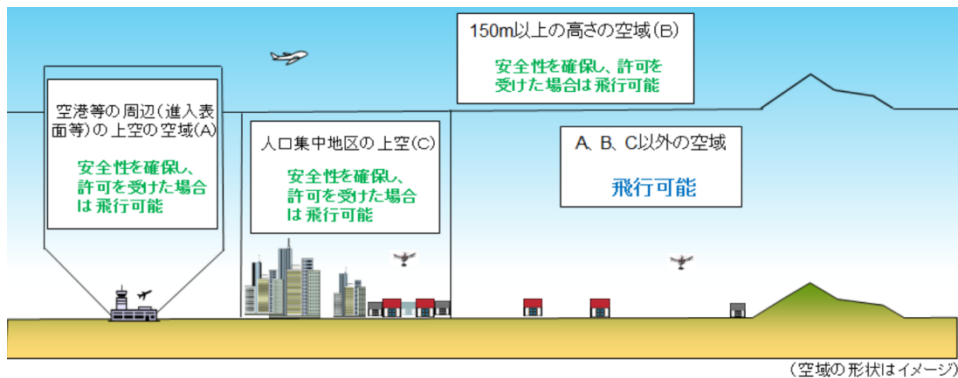 150m以上の高さの空域(B)
安全性を確保し、許可を
受けた場合は飛行可能
空港等の周辺(進入表
面等)の上空の空域(A)
安全性を確保し、
許可を受けた場合
は飛行可能
人口集中地区の上空(C)
安全性を確保し、
許可を受けた場合
は飛行可能
A、B、C以外の空域
飛行可能
(空域の形状はイメージ)